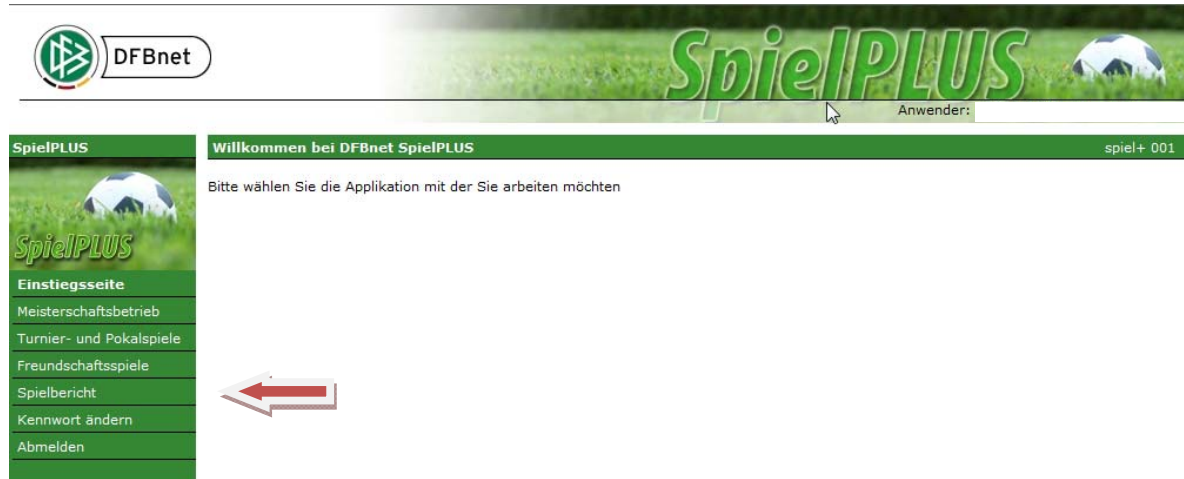 DFBnet
SpielPLUS
Anwender:
SpielPLUS
Willkommen bei DFBnet SpielPLUS
spiel+ 001
Bitte wählen Sie die Applikation mit der Sie arbeiten möchten
SpielPLUS
Einstiegsseite
Meisterschaftsbetrieb
Turnier- und Pokalspiele
Freundschaftsspiele
Spielbericht
Kennwort ändern
Abmelden